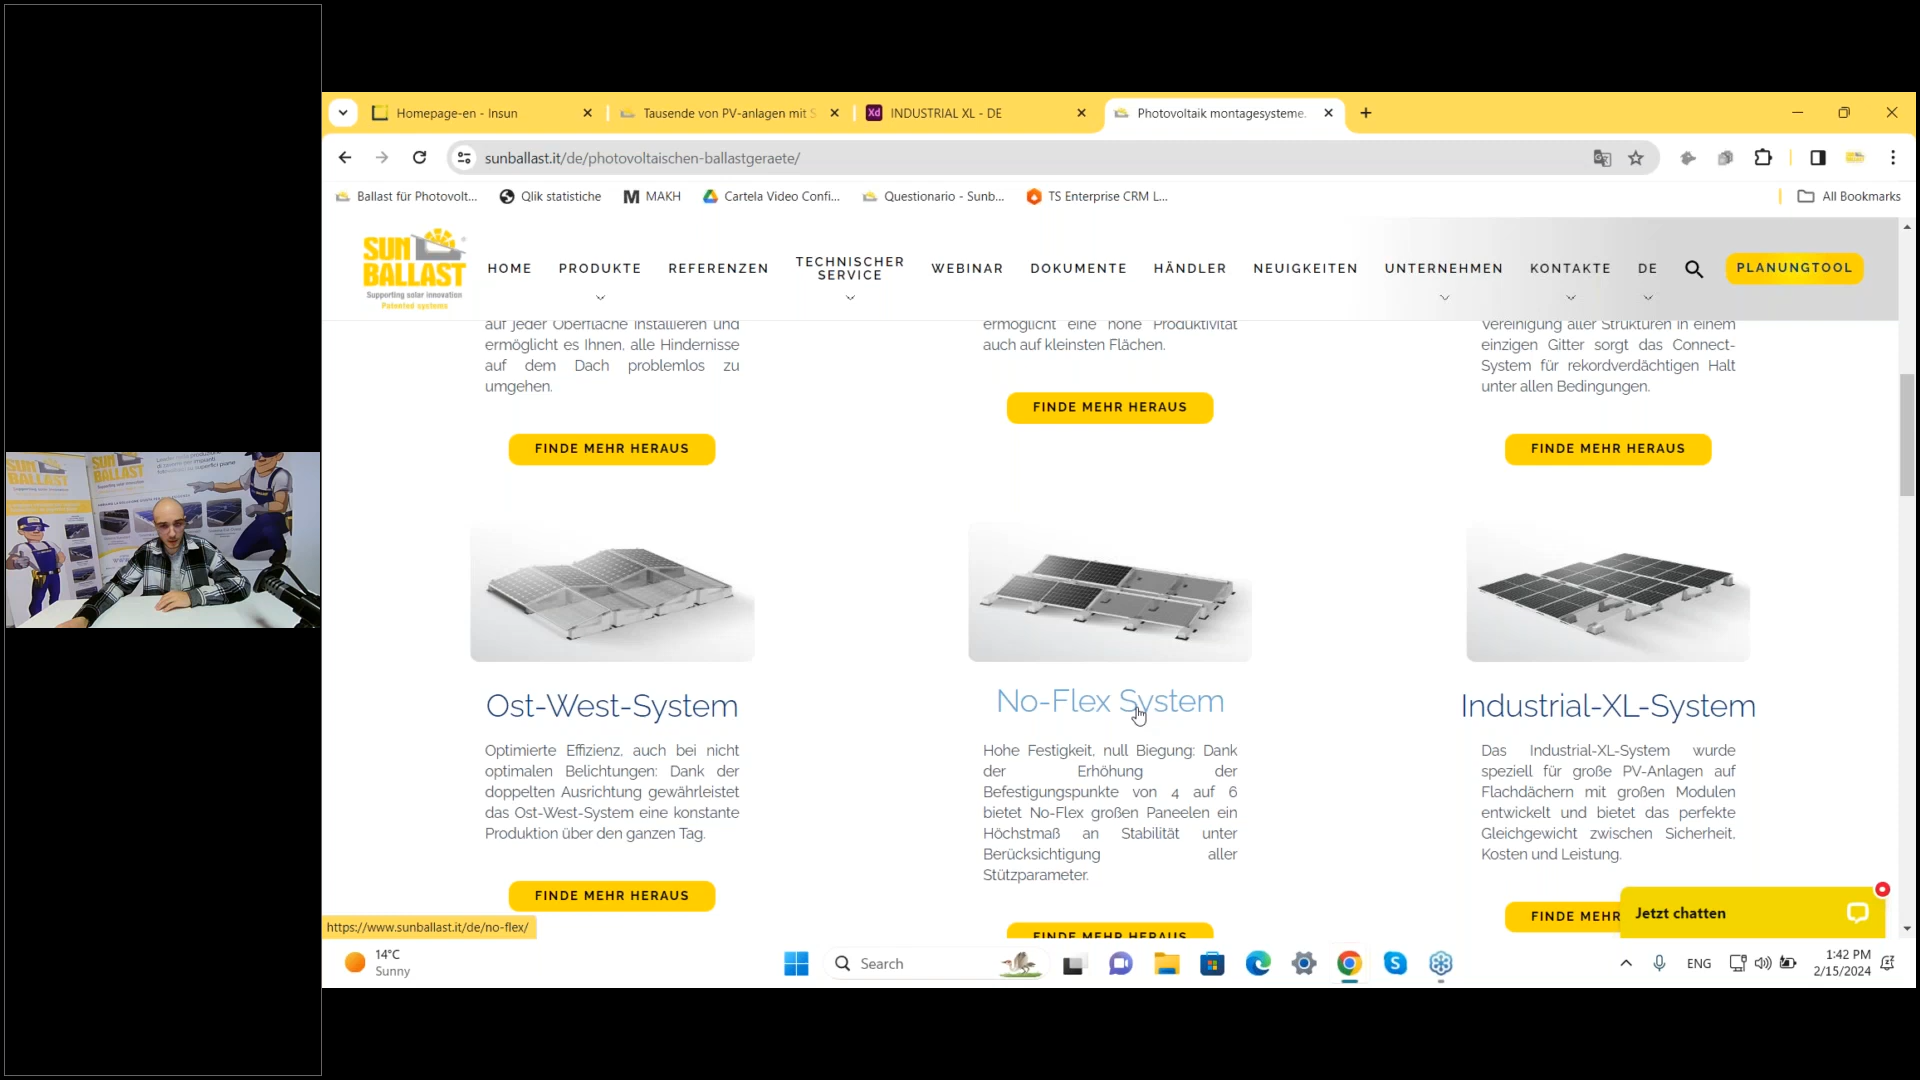 Homepage-en - Insun
Tausende von PV-anlagen mit S
Xd INDUSTRIAL XL - DE
Photovoltaik montagesysteme.
sunballast.it/de/photovoltaischen-ballastgeraete/
Ballast für Photovolt...
Qlik statistiche
M MAKH
Cartela Video Confi...
Questionario - Sunb...
TS Enterprise CRM L...
All Bookmarks
SUN
BALLAST
Supporting solar innovation
Patented systems
HOME
PRODUKTE
REFERENZEN
TECHNISCHER
SERVICE
WEBINAR
DOKUMENTE
HÄNDLER
NEUIGKEITEN
UNTERNEHMEN
KONTAKTE
DE
PLANUNGTOOL
auf jeder Oberfläche installieren und
ermöglicht es Ihnen, alle Hindernisse
auf dem Dach problemlos zu
umgehen.
FINDE MEHR HERAUS
ermöglicht eine hohe Produktivität
auch auf kleinsten Flächen.
FINDE MEHR HERAUS
Vereinigung aller Strukturen in einem
einzigen Gitter sorgt das Connect-
System für rekordverdächtigen Halt
unter allen Bedingungen.
FINDE MEHR HERAUS
Ost-West-System
Optimierte Effizienz, auch bei nicht
optimalen Belichtungen: Dank der
doppelten Ausrichtung gewährleistet
das Ost-West-System eine konstante
Produktion über den ganzen Tag.
FINDE MEHR HERAUS
No-Flex System
Hohe Festigkeit, null Biegung: Dank
der Erhöhung der
Befestigungspunkte von 4 auf 6
bietet No-Flex großen Paneelen ein
Höchstmaß an Stabilität unter
Berücksichtigung aller
Stützparameter.
FINDE MEHR HERAUS
Industrial-XL-System
Das Industrial-XL-System wurde
speziell für große PV-Anlagen auf
Flachdächern mit großen Modulen
entwickelt und bietet das perfekte
Gleichgewicht zwischen Sicherheit,
Kosten und Leistung.
FINDE MEHR
Jetzt chatten
https://www.sunballast.it/de/no-flex/
14°C
Sunny
Search
ENG
1:42 PM
2/15/2024
SUN
BALLAST
SUN
BALLAST